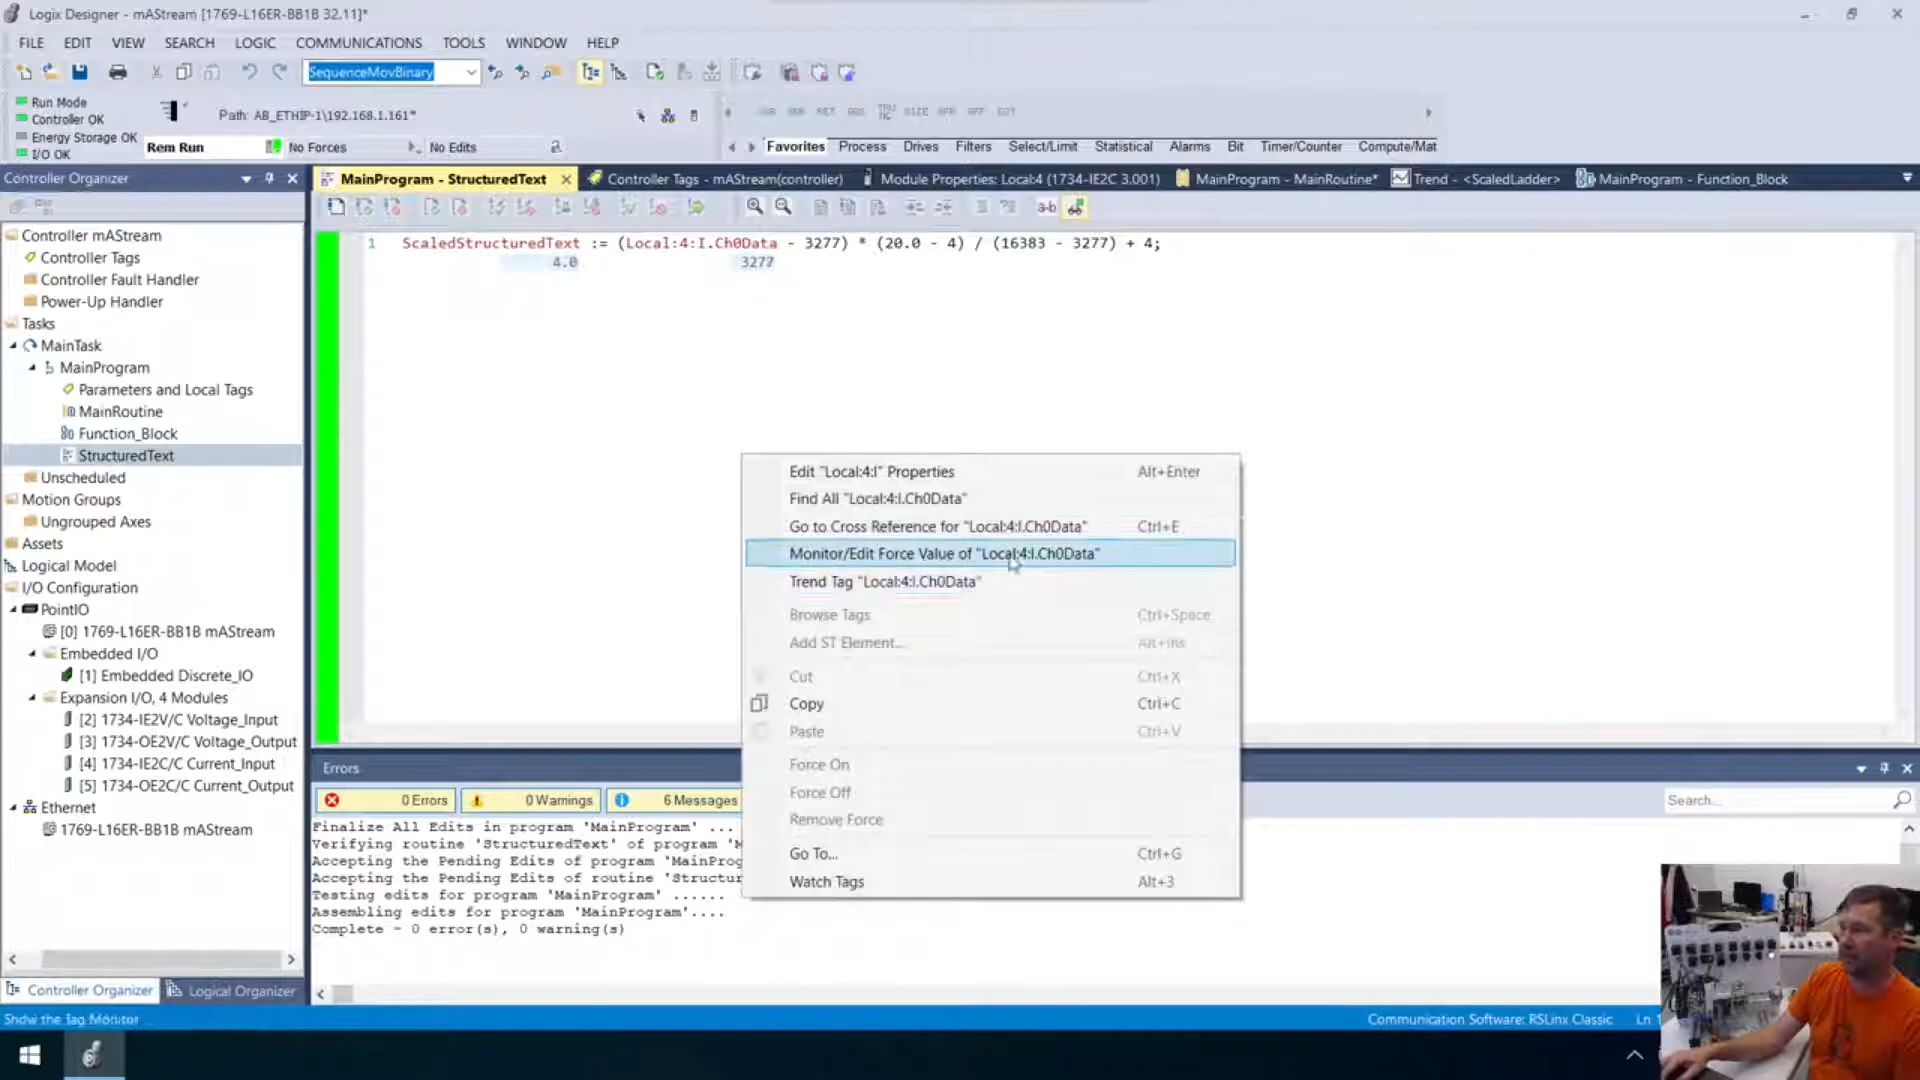 Logix Designer - mAStream [1769-L16ER-BB1B 32.11]*
FILE EDIT VIEW SEARCH LOGIC COMMUNICATIONS TOOLS WINDOW HELP
SequenceMovBinary
Run Mode
Controller OK
Energy Storage OK
I/O OK
Path: AB_ETHIP-1\192.168.1.161*
Rem Run No Forces No Edits
Favorites Process Drives Filters Select/Limit Statistical Alarms Bit Timer/Counter Compute/Mat
Controller Organizer
MainProgram - StructuredText Controller Tags - mAStream(controller) Module Properties: Local:4 (1734-IE2C 3.001) MainProgram - MainRoutine* Trend - <ScaledLadder> MainProgram - Function_Block
Controller mAStream
Controller Tags
Controller Fault Handler
Power-Up Handler
Tasks
MainTask
MainProgram
Parameters and Local Tags
MainRoutine
Function_Block
StructuredText
Unscheduled
Motion Groups
Ungrouped Axes
Assets
Logical Model
I/O Configuration
PointIO
[0] 1769-L16ER-BB1B mAStream
Embedded I/O
[1] Embedded Discrete_IO
Expansion I/O, 4 Modules
[2] 1734-IE2V/C Voltage_Input
[3] 1734-OE2V/C Voltage_Output
[4] 1734-IE2C/C Current_Input
[5] 1734-OE2C/C Current_Output
Ethernet
1769-L16ER-BB1B mAStream
Controller Organizer Logical Organizer
1 ScaledStructuredText := (Local:4:I.Ch0Data - 3277) * (20.0 - 4) / (16383 - 3277) + 4;
4.0 3277
Edit "Local:4:I" Properties Alt+Enter
Find All "Local:4:I.Ch0Data"
Go to Cross Reference for "Local:4:I.Ch0Data" Ctrl+E
Monitor/Edit Force Value of "Local:4:I.Ch0Data"
Trend Tag "Local:4:I.Ch0Data"
Browse Tags Ctrl+Space
Add ST Element... Alt+Ins
Cut Ctrl+X
Copy Ctrl+C
Paste Ctrl+V
Force On
Force Off
Remove Force
Go To... Ctrl+G
Watch Tags Alt+3
Errors
0 Errors 0 Warnings 6 Messages
Search...
Finalize All Edits in program 'MainProgram' ...
Verifying routine 'StructuredText' of program 'M
Accepting the Pending Edits of program 'MainProg
Accepting the Pending Edits of routine 'Structur
Testing edits for program 'MainProgram' ......
Assembling edits for program 'MainProgram'....
Complete - 0 error(s), 0 warning(s)
Show the Tag Monitor
Communication Software: RSLinx Classic Ln 1